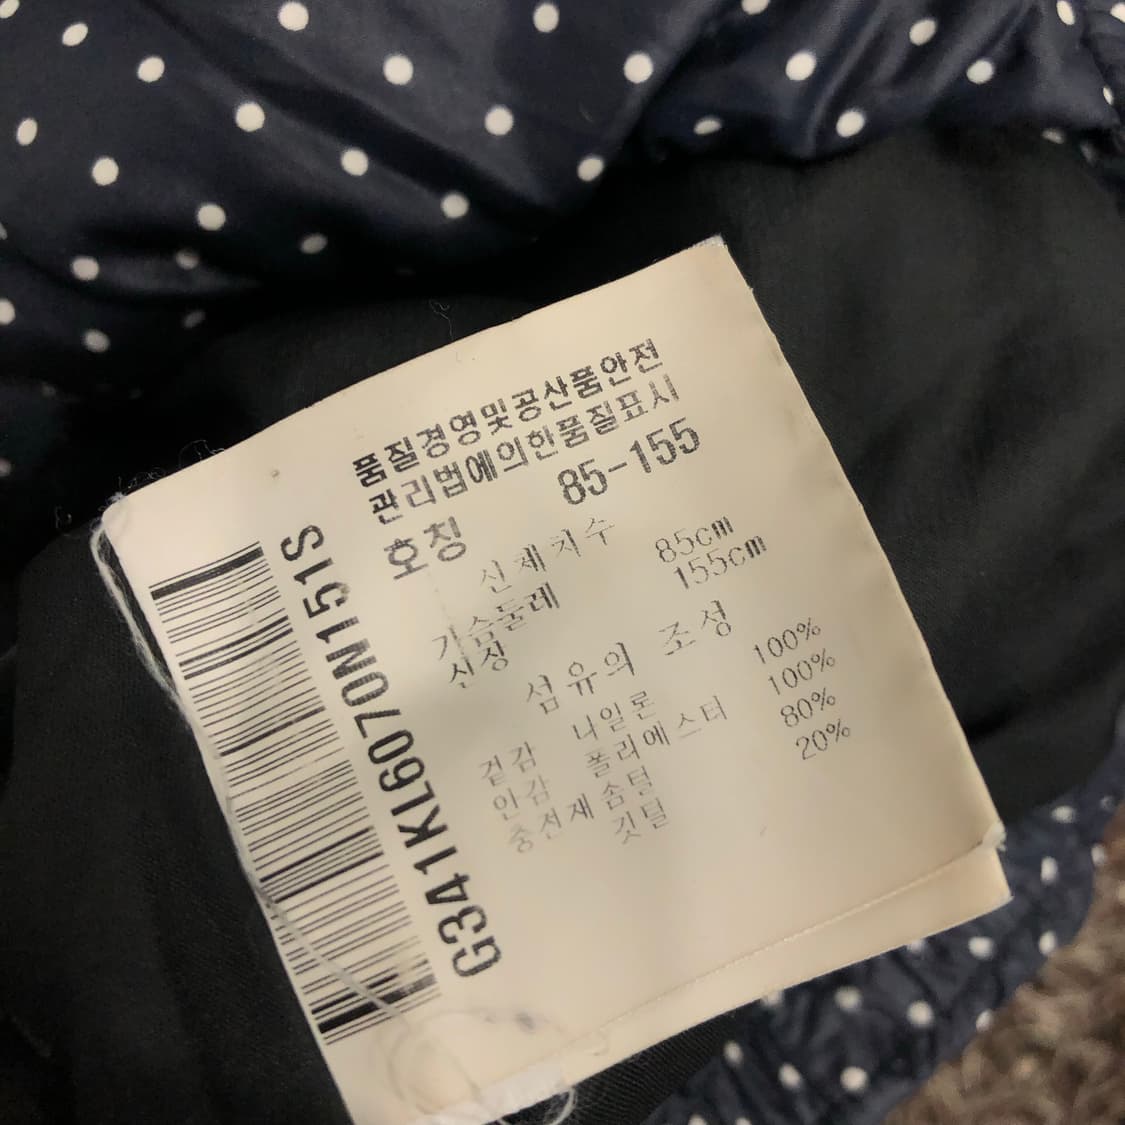 품질경영및공산품안전
관리법에의한품질표시
호칭 85-155
신체치수
가슴둘레 85cm
신장 155cm
섬유의 조성
겉감 나일론 100%
안감 폴리에스터 100%
충전재 솜털 80%
깃털 20%
G341KL6070N151S